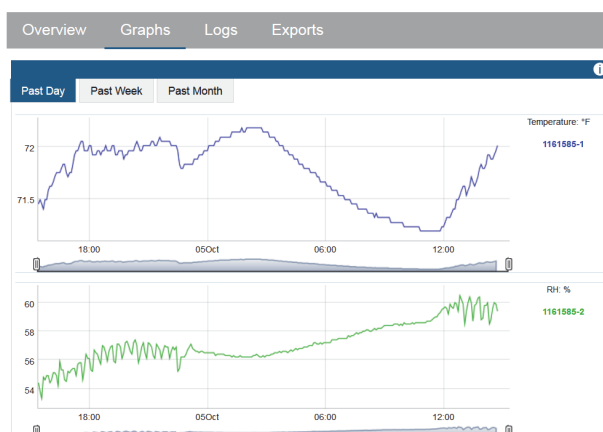 Overview Graphs Logs Exports
i
Past Day Past Week Past Month
Temperature: °F
1161585-1
72
71.5
18:00 05Oct 06:00 12:00
RH: %
1161585-2
60
58
56
54
18:00 05Oct 06:00 12:00